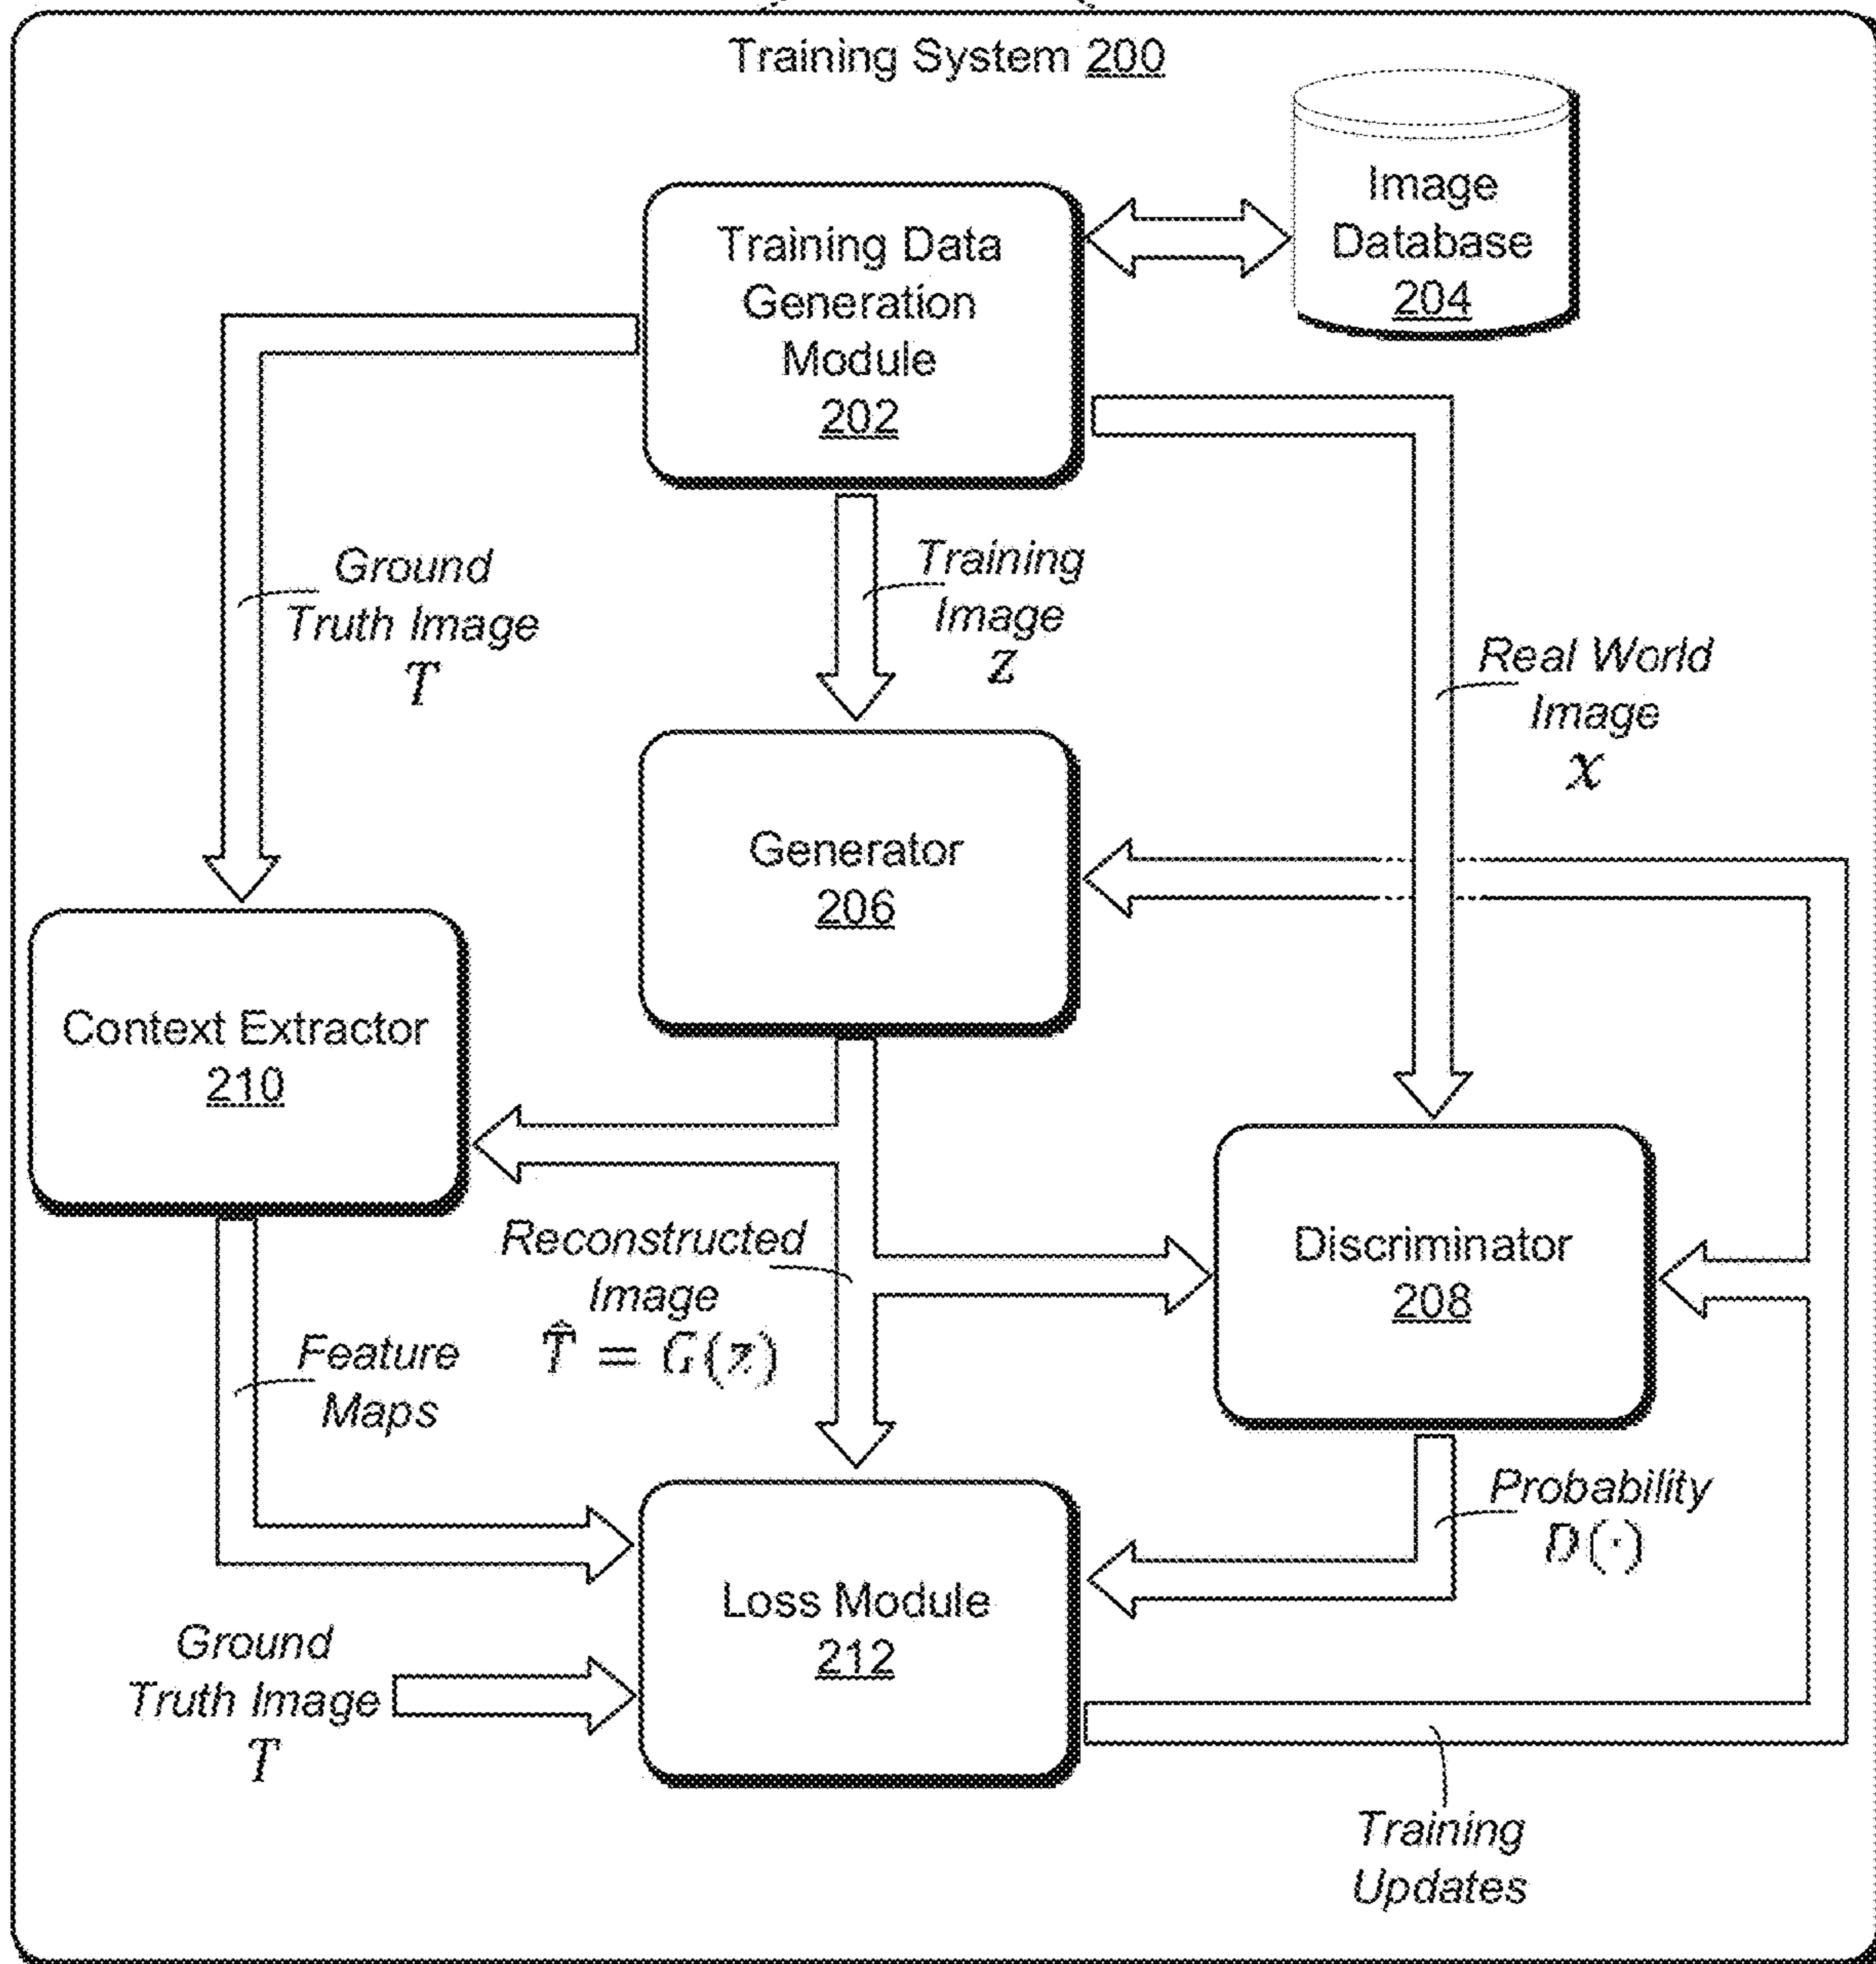 Training System 200
Image
Database
204
Training Data
Generation
Module
202
Ground
Truth Image
T
Training
Image
Z
Real World
Image
x
Generator
206
Context Extractor
210
Reconstructed
Image
T̂ = G(z)
Discriminator
208
Feature
Maps
Probability
D(·)
Loss Module
212
Ground
Truth Image
T
Training
Updates